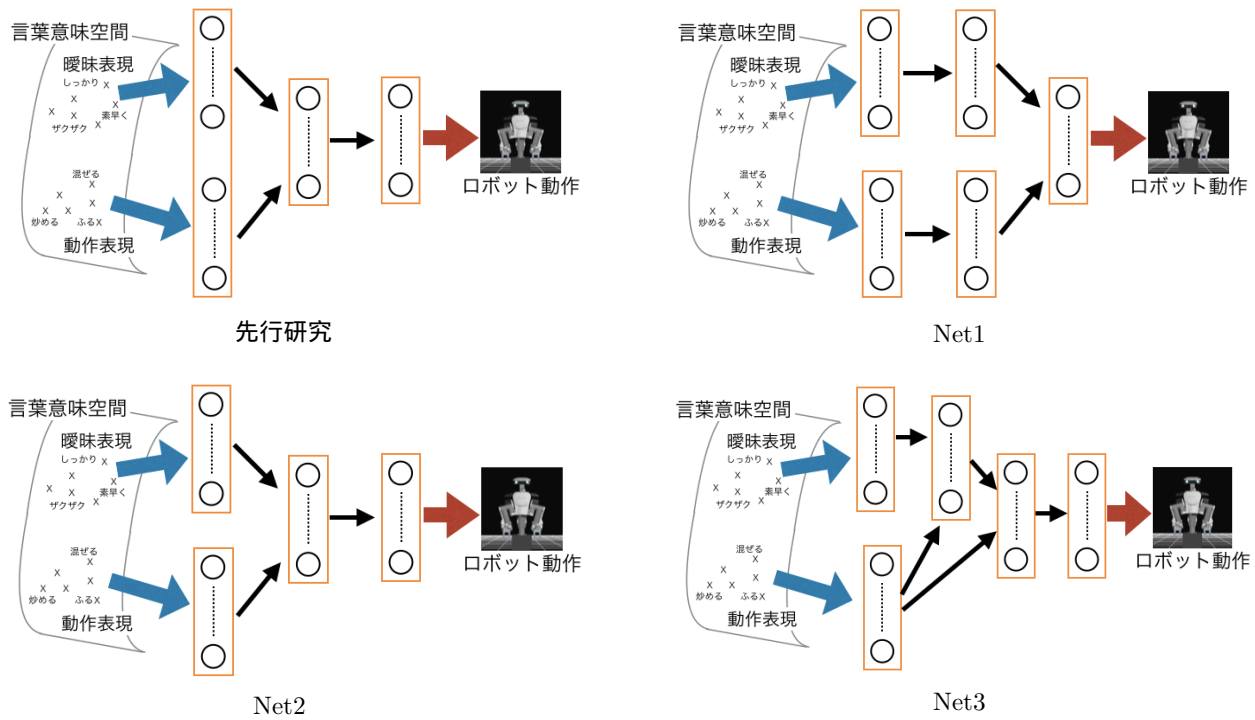 言葉意味空間
曖昧表現
しっかり X
X
X
X X 素早く
X
ザクザク
混ぜる
X
X
X
X X
炒める ふるX
動作表現
ロボット動作
先行研究
言葉意味空間
曖昧表現
しっかり X
X
X
X X 素早く
X
ザクザク
混ぜる
X
X
X
X X
炒める ふるX
動作表現
ロボット動作
Net1
言葉意味空間
曖昧表現
しっかり X
X
X
X X 素早く
X
ザクザク
混ぜる
X
X
X
X X
炒める ふるX
動作表現
ロボット動作
Net2
言葉意味空間
曖昧表現
しっかり X
X
X
X X 素早く
X
ザクザク
混ぜる
X
X
X
X X
炒める ふるX
動作表現
ロボット動作
Net3